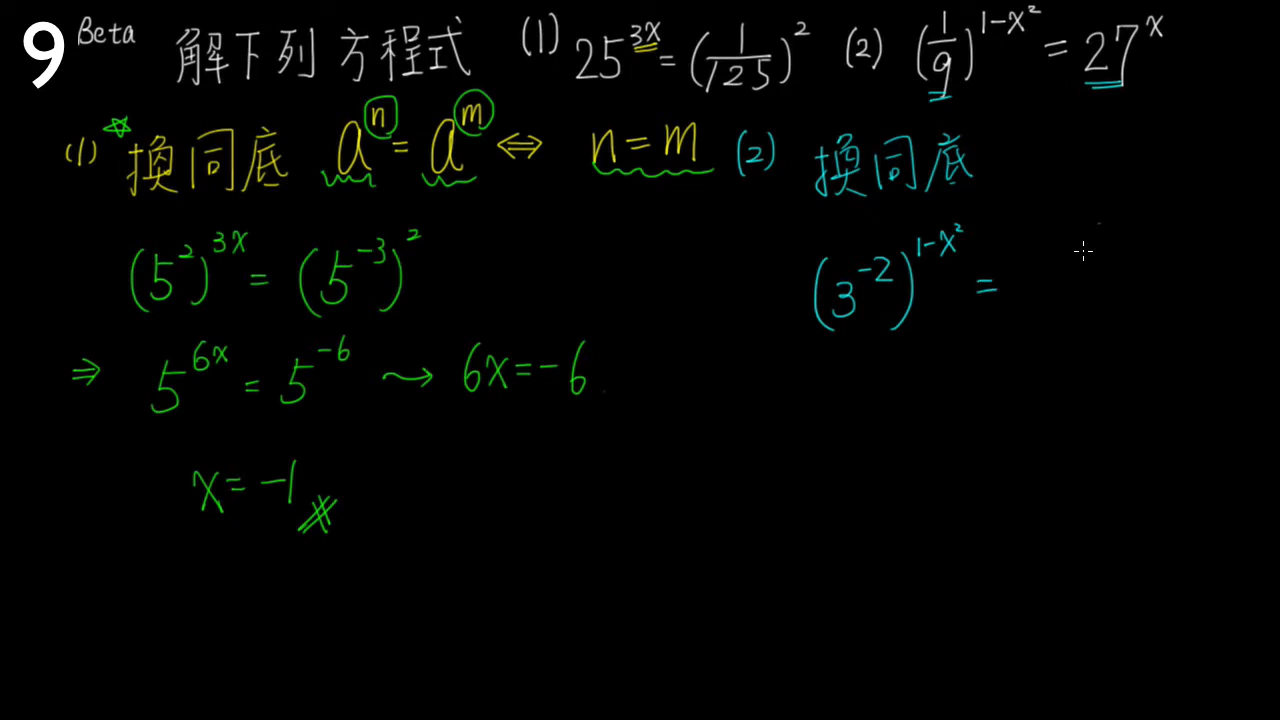 9 Beta 解下列方程式 (1) 25^{3x} = (1/125)^2 (2) (1/9)^{1-x^2} = 27^x
(1) ☆ 換同底 a^n = a^m ⇔ n = m
(5^2)^{3x} = (5^{-3})^2
⇒ 5^{6x} = 5^{-6} ⇝ 6x = -6
x = -1
(2) 換同底
(3^{-2})^{1-x^2} =